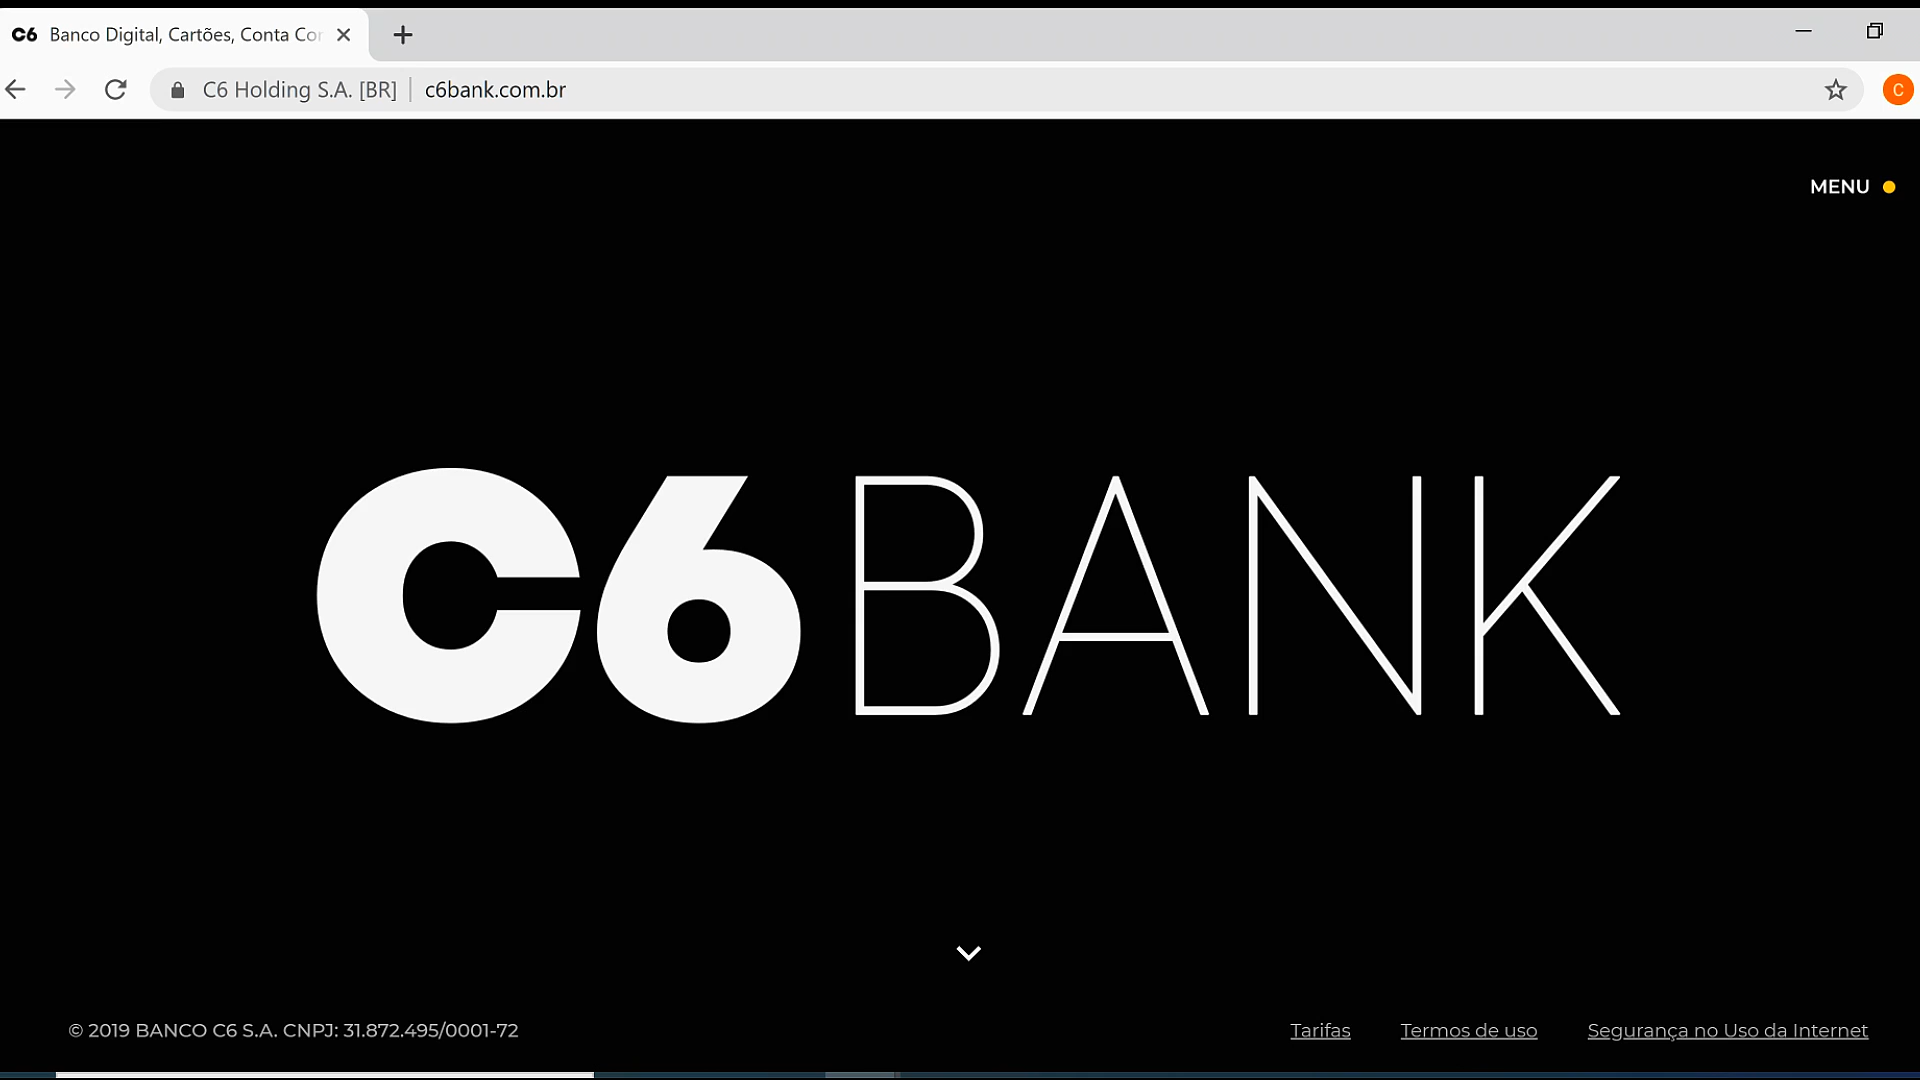 C6 Banco Digital, Cartões, Conta Co
C6 Holding S.A. [BR] | c6bank.com.br
C
MENU
C6BANK
© 2019 BANCO C6 S.A. CNPJ: 31.872.495/0001-72
Tarifas Termos de uso Segurança no Uso da Internet